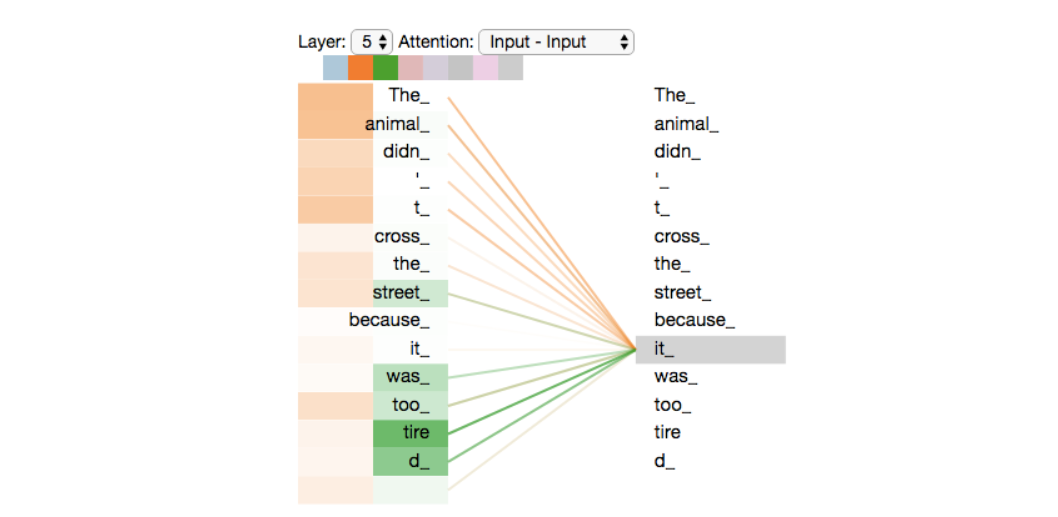 Layer: 5 Attention: Input - Input
The_ The_
animal_ animal_
didn_ didn_
'_ '_
t_ t_
cross_ cross_
the_ the_
street_ street_
because_ because_
it_ it_
was_ was_
too_ too_
tire tire
d_ d_